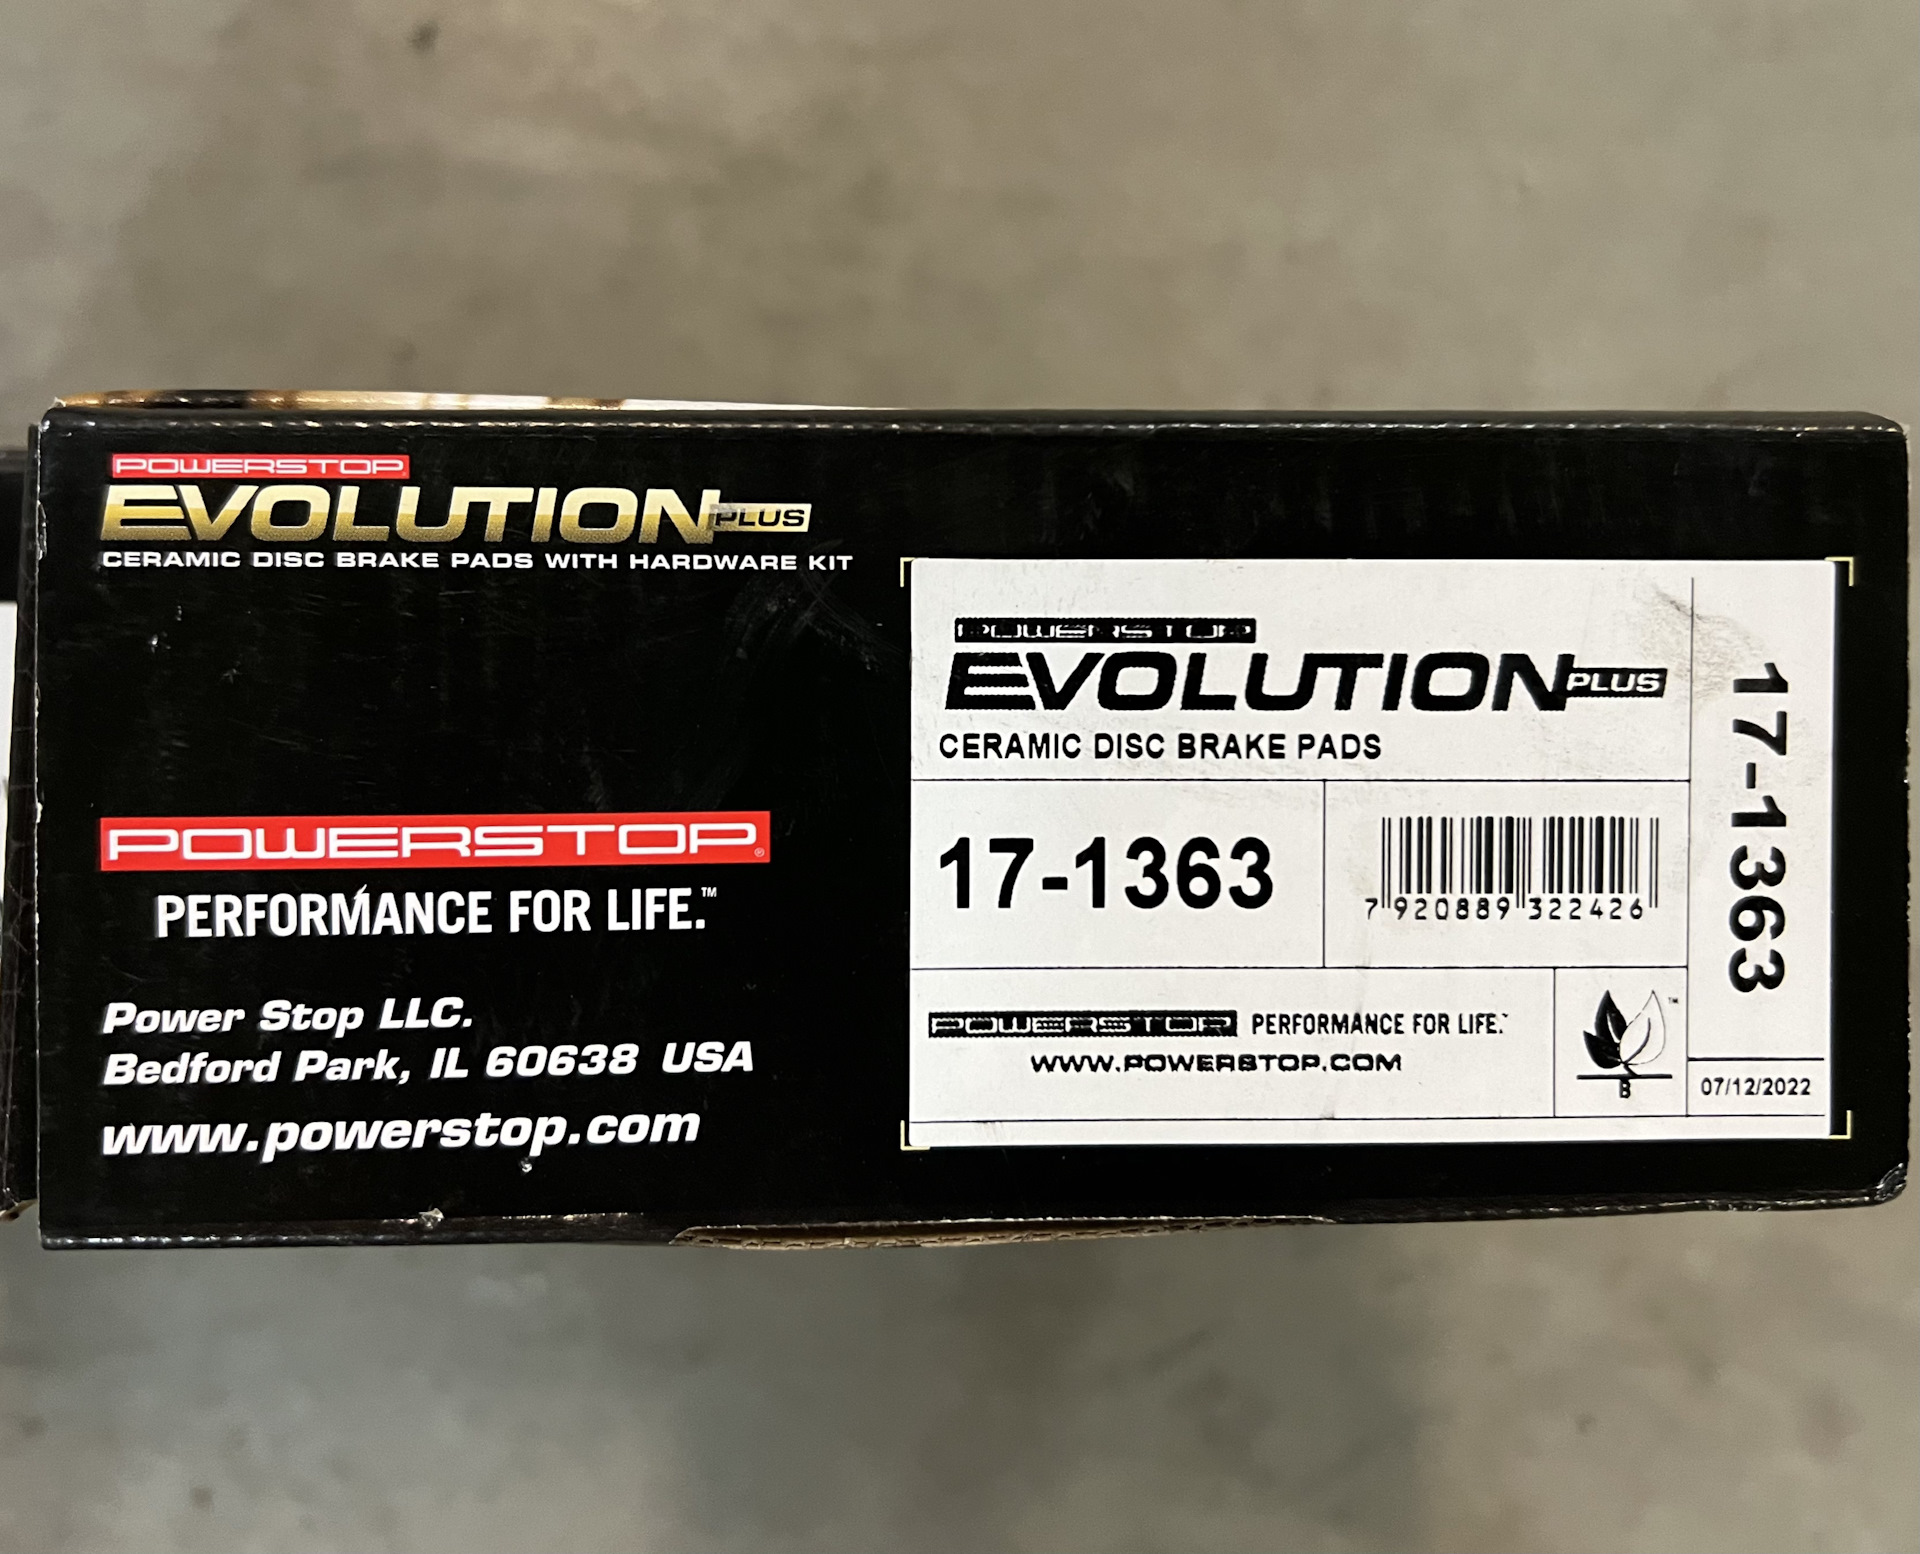 POWERSTOP
EVOLUTION PLUS
CERAMIC DISC BRAKE PADS WITH HARDWARE KIT
POWERSTOP®
PERFORMANCE FOR LIFE.™
Power Stop LLC.
Bedford Park, IL 60638 USA
www.powerstop.com
POWERSTOP
EVOLUTION PLUS
CERAMIC DISC BRAKE PADS
17-1363
7 920889 322426
POWERSTOP PERFORMANCE FOR LIFE.™
WWW.POWERSTOP.COM
™
B
17-1363
07/12/2022